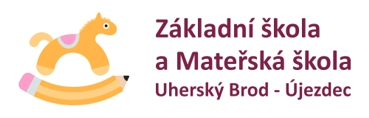 Základní škola
a Mateřská škola
Uherský Brod - Újezdec